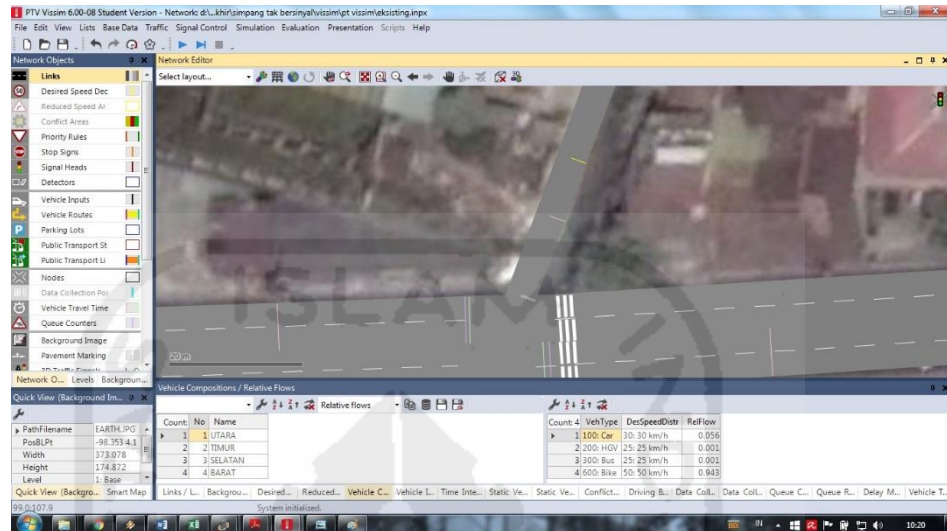 PTV Vissim 6.00-08 Student Version - Network: d:\...khir\simpang tak bersinyal\vissim\pt vissim\eksisting.inpx
File Edit View Lists Base Data Traffic Signal Control Simulation Evaluation Presentation Scripts Help
Network Objects
Network Editor
Links
Select layout...
Desired Speed Dec
Reduced Speed Ar
Conflict Areas
Priority Rules
Stop Signs
Signal Heads
Detectors
Vehicle Inputs
Vehicle Routes
Parking Lots
Public Transport St
Public Transport Li
Nodes
Data Collection Poi
Vehicle Travel Time
Queue Counters
Background Image
Pavement Marking
3D Traffic Signals
ISLAM
20 m
Network O... Levels Backgroun...
Quick View (Background Im...
PathFilename EARTH.JPG
PosBLPt -98.353 4.1
Width 373.078
Height 174.872
Level 1: Base
Quick View (Backgro... Smart Map
Vehicle Compositions / Relative Flows
Relative flows
Count: No Name
1 1 UTARA
2 2 TIMUR
3 3 SELATAN
4 4 BARAT
Count: 4 VehType DesSpeedDistr RelFlow
1 100: Car 30: 30 km/h 0.056
2 200: HGV 25: 25 km/h 0.001
3 300: Bus 25: 25 km/h 0.001
4 600: Bike 50: 50 km/h 0.943
Links / L... Backgrou... Desired... Reduced... Vehicle C... Vehicle I... Time Inte... Static Ve... Static Ve... Conflict... Driving B... Data Coll... Data Coll... Queue C... Queue R... Delay M... Vehicle T...
99.0:107.9 System initialized.
IN 10:20